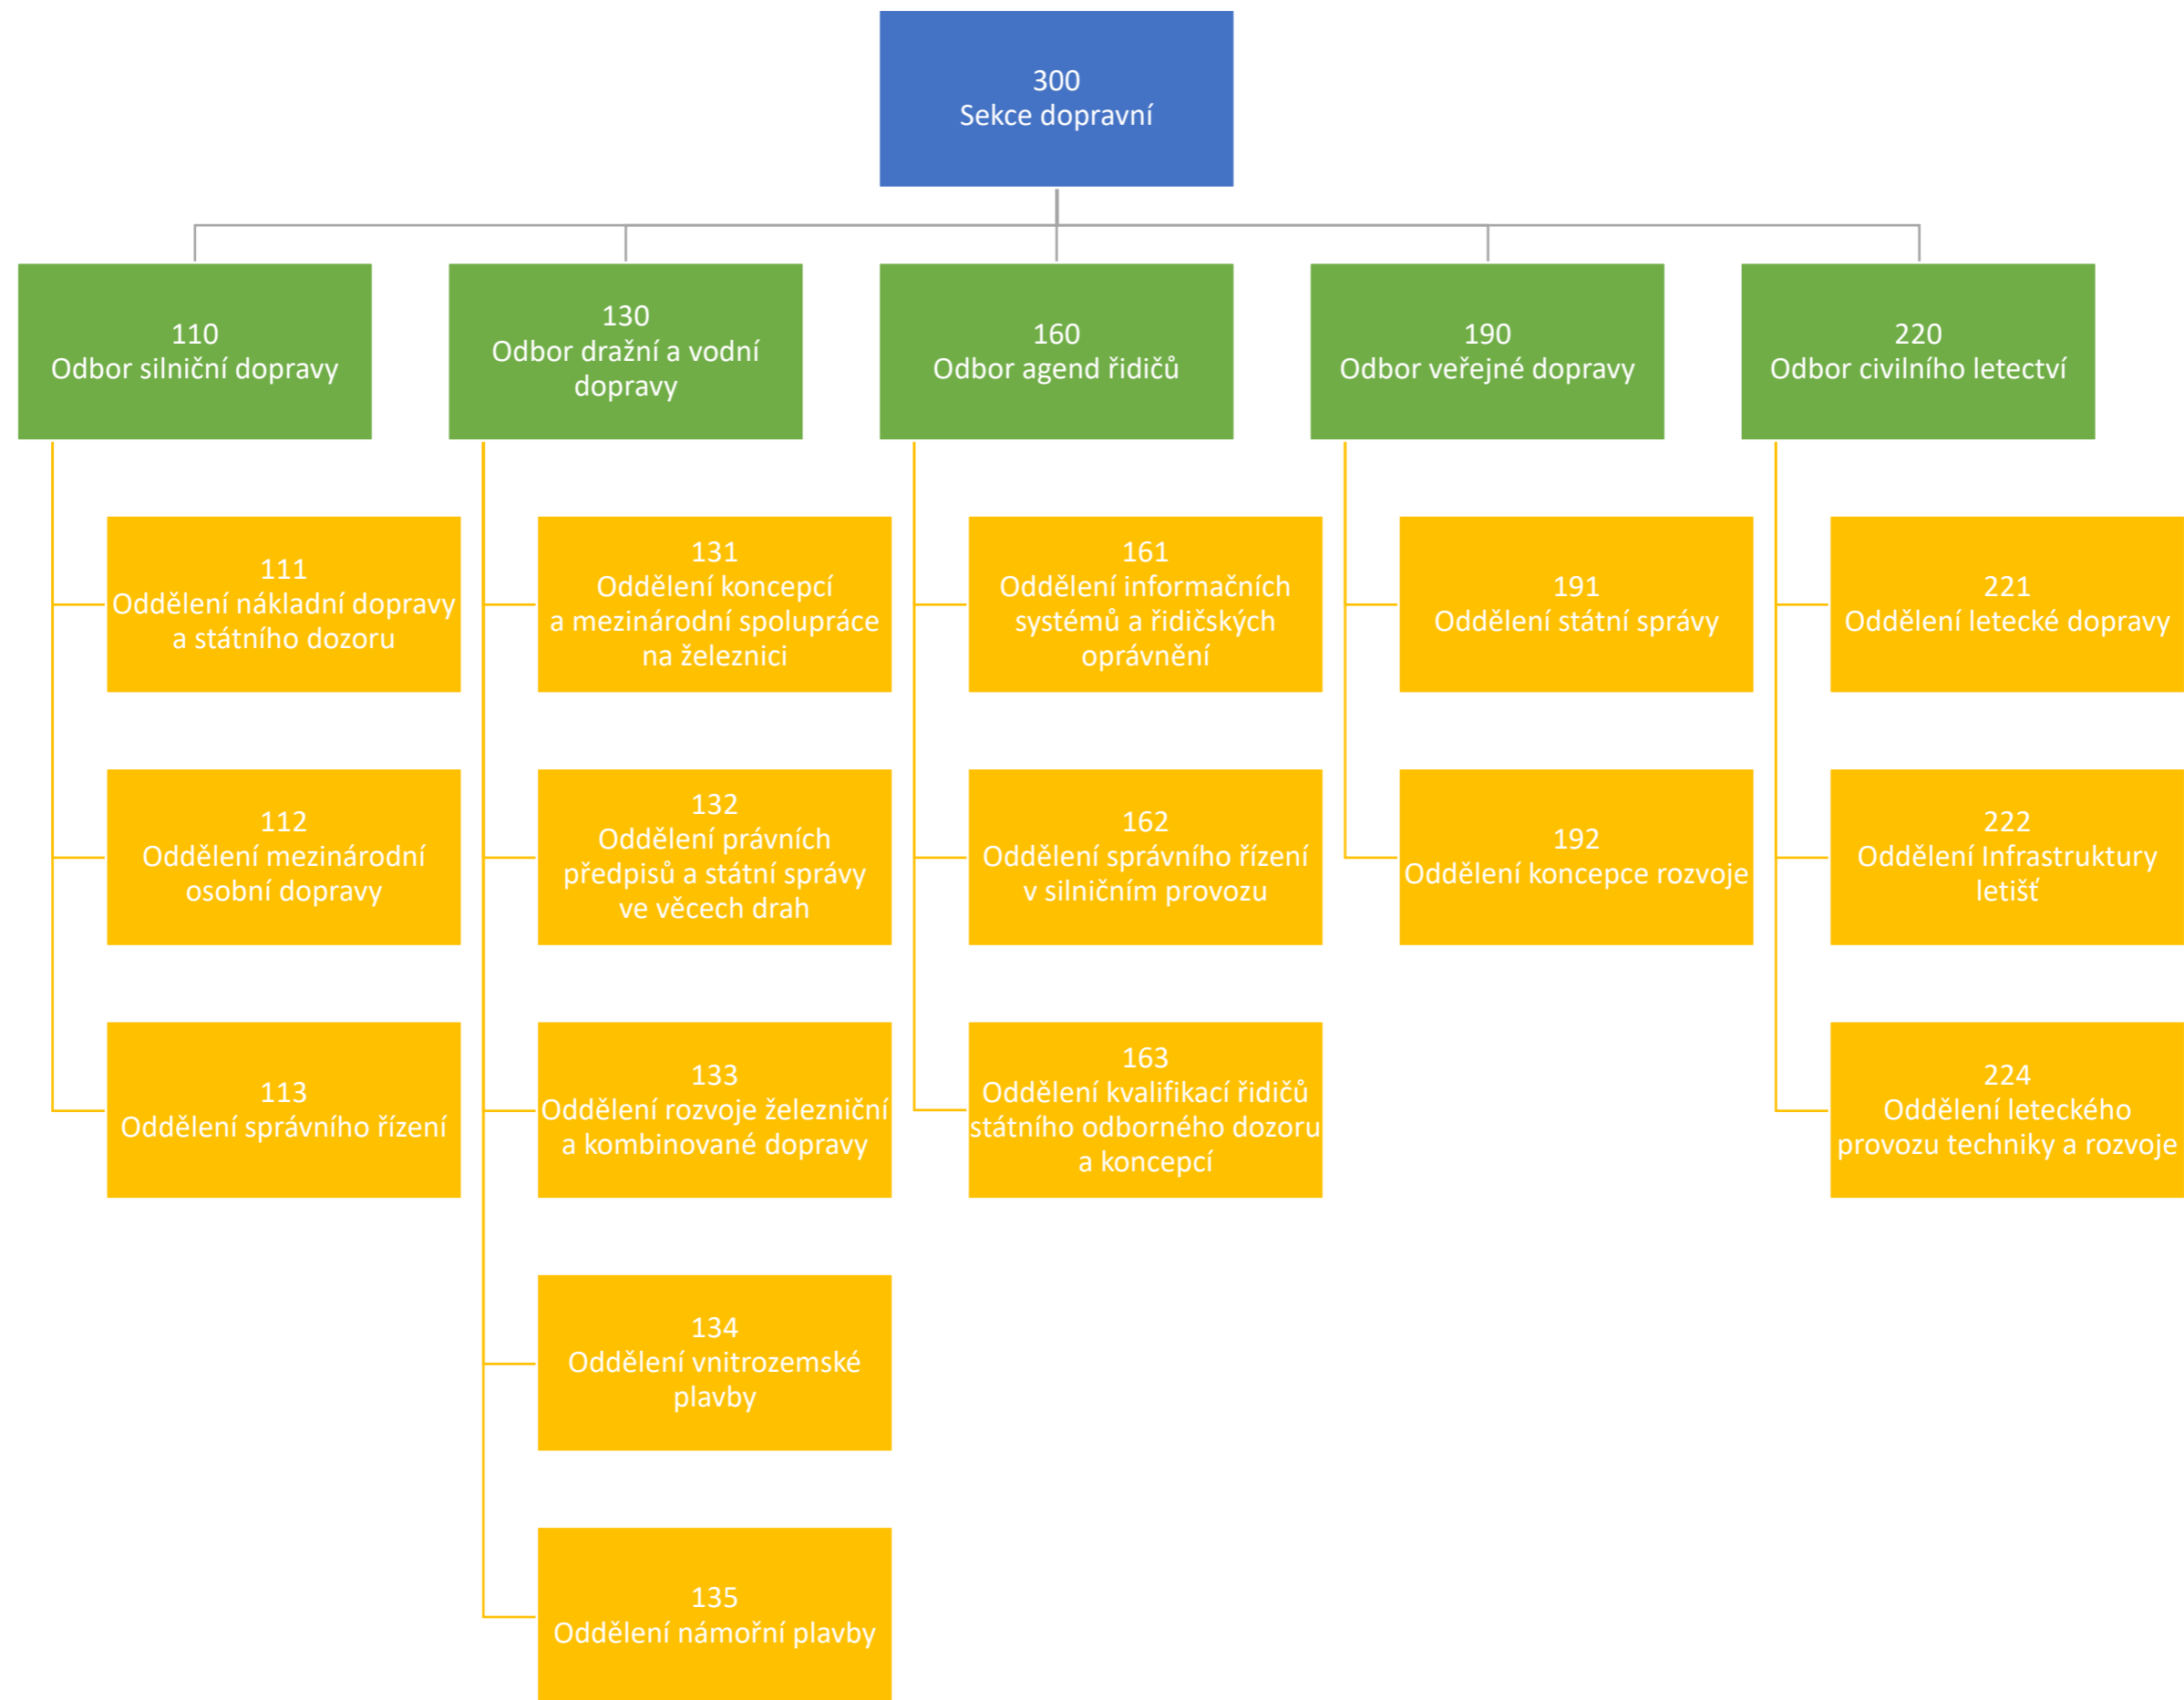 300
Sekce dopravní
110
Odbor silniční dopravy
130
Odbor dražní a vodní
dopravy
160
Odbor agend řidičů
190
Odbor veřejné dopravy
220
Odbor civilního letectví
111
Oddělení nákladní dopravy
a státního dozoru
112
Oddělení mezinárodní
osobní dopravy
113
Oddělení správního řízení
131
Oddělení koncepcí
a mezinárodní spolupráce
na železnici
132
Oddělení právních
předpisů a státní správy
ve věcech drah
133
Oddělení rozvoje železniční
a kombinované dopravy
134
Oddělení vnitrozemské
plavby
135
Oddělení námořní plavby
161
Oddělení informačních
systémů a řidičských
oprávnění
162
Oddělení správního řízení
v silničním provozu
163
Oddělení kvalifikací řidičů
státního odborného dozoru
a koncepcí
191
Oddělení státní správy
192
Oddělení koncepce rozvoje
221
Oddělení letecké dopravy
222
Oddělení Infrastruktury
letišť
224
Oddělení leteckého
provozu techniky a rozvoje